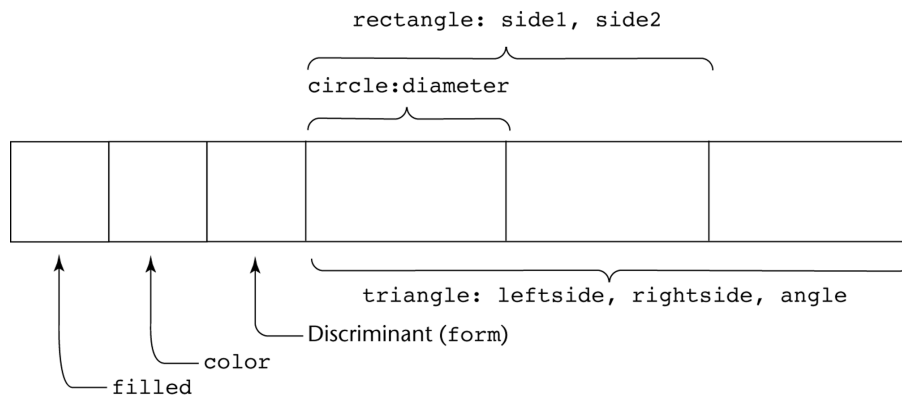 rectangle: side1, side2
circle:diameter
triangle: leftside, rightside, angle
Discriminant (form)
color
filled